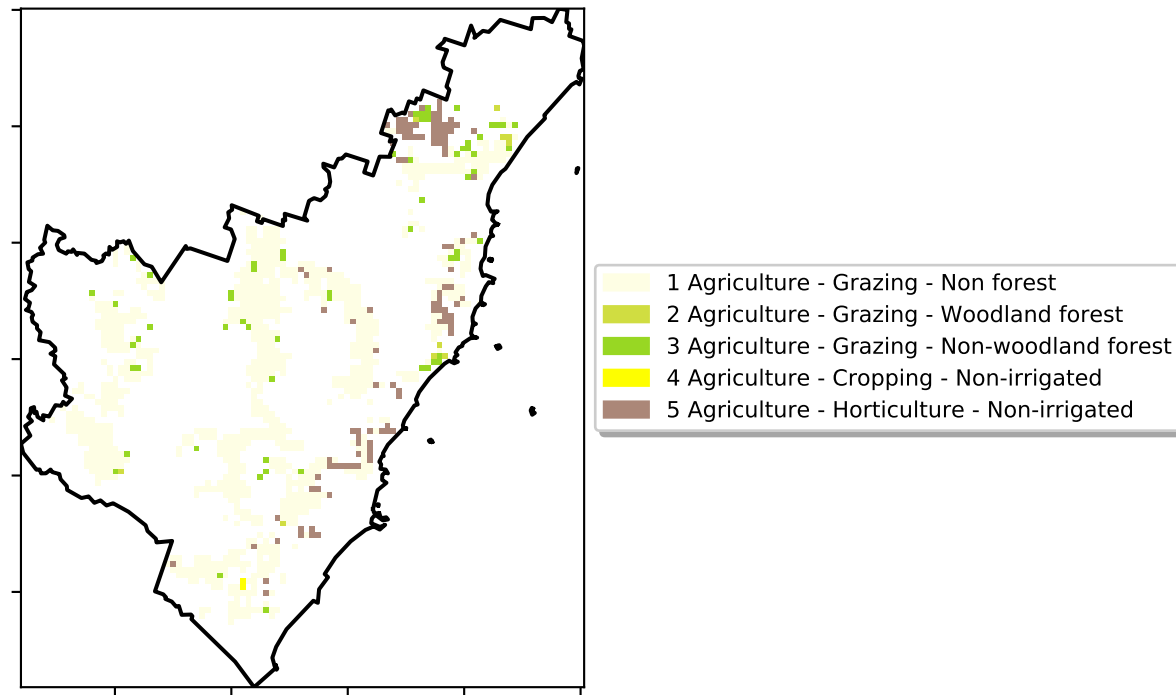 1 Agriculture - Grazing - Non forest
2 Agriculture - Grazing - Woodland forest
3 Agriculture - Grazing - Non-woodland forest
4 Agriculture - Cropping - Non-irrigated
5 Agriculture - Horticulture - Non-irrigated